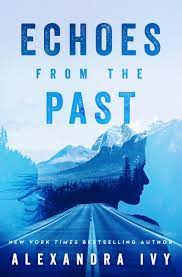 ECHOES
FROM THE
PAST
NEW YORK TIMES BESTSELLING AUTHOR
ALEXANDRA IVY